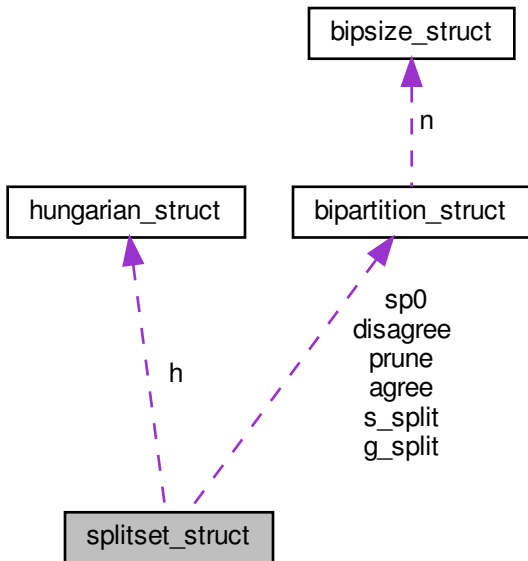 bipsize_struct
n
hungarian_struct
bipartition_struct
sp0
disagree
prune
agree
s_split
g_split
h
splitset_struct